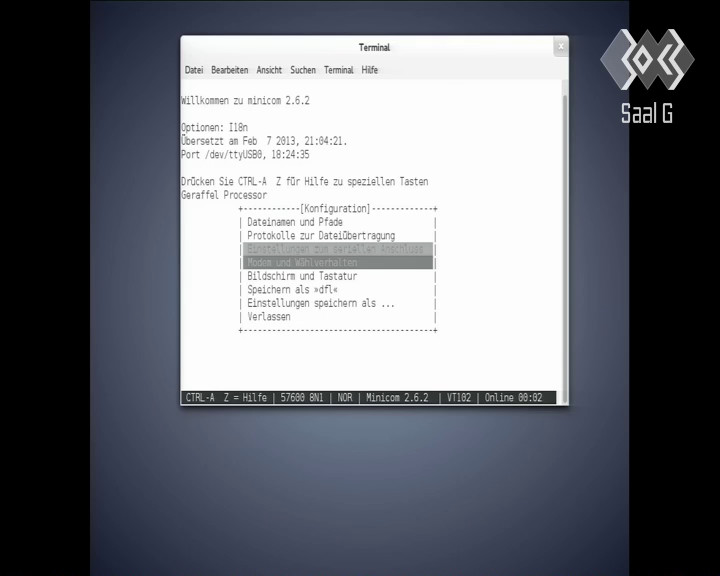 Terminal
Datei Bearbeiten Ansicht Suchen Terminal Hilfe
Willkommen zu minicom 2.6.2
Optionen: I18n
Übersetzt am Feb 7 2013, 21:04:21.
Port /dev/ttyUSB0, 18:24:35
Drücken Sie CTRL-A Z für Hilfe zu speziellen Tasten
Geraffel Processor
+------------[Konfiguration]------------+
| Dateinamen und Pfade |
| Protokolle zur Dateiübertragung |
| Einstellungen zum seriellen Anschluss |
| Modem und Wählverhalten |
| Bildschirm und Tastatur |
| Speichern als »dfl« |
| Einstellungen speichern als ... |
| Verlassen |
+---------------------------------------+
CTRL-A Z = Hilfe | 57600 8N1 | NOR | Minicom 2.6.2 | VT102 | Online 00:02
Saal G